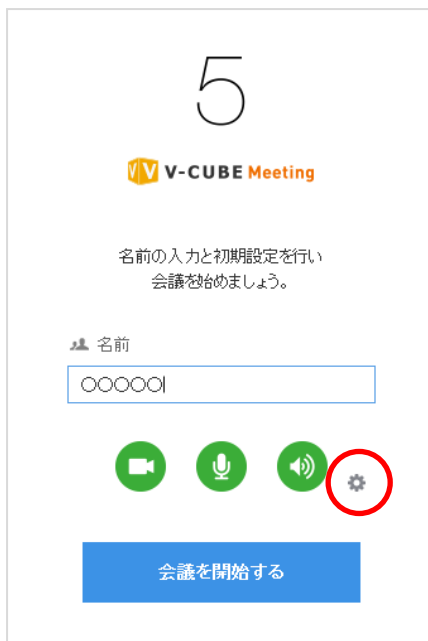 5
V-CUBE Meeting
名前の入力と初期設定を行い
会議を始めましょう。
名前
〇〇〇〇〇
会議を開始する